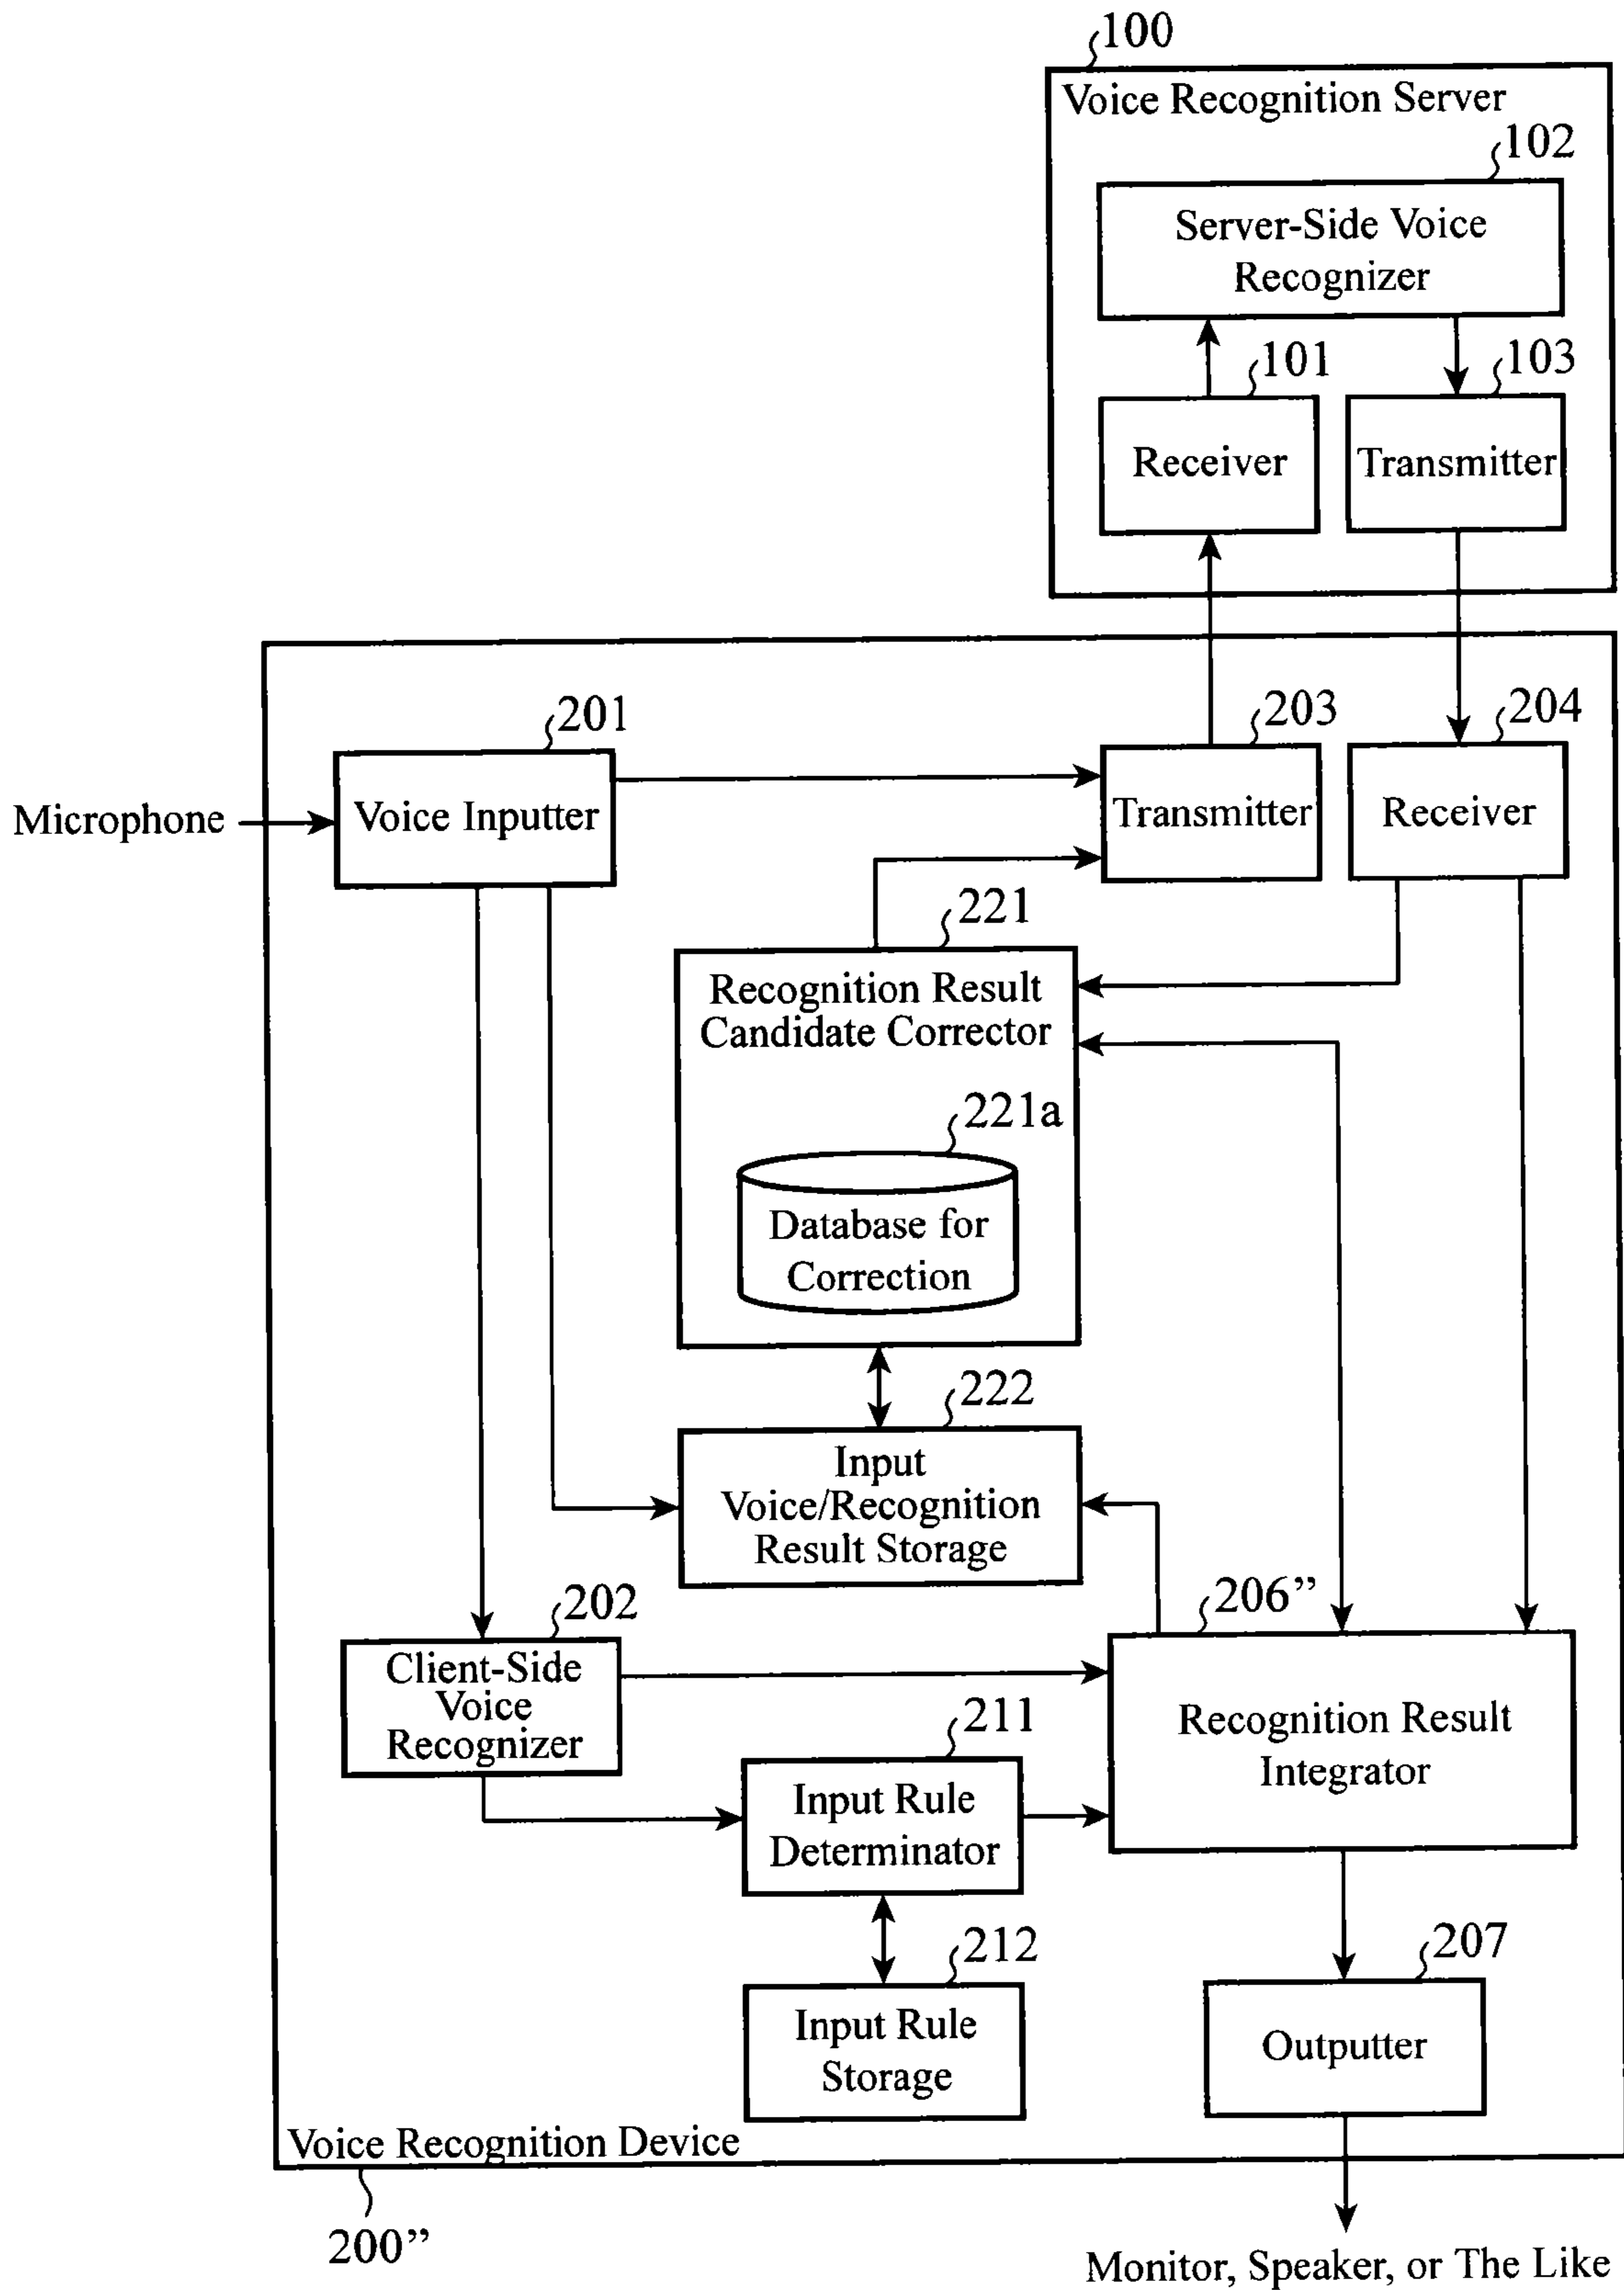 100
Voice Recognition Server
102
Server-Side Voice
Recognizer
101
103
Receiver
Transmitter
201
203
204
Microphone
Voice Inputter
Transmitter
Receiver
221
Recognition Result
Candidate Corrector
221a
Database for
Correction
222
Input
Voice/Recognition
Result Storage
202
206”
Client-Side
Voice
Recognizer
211
Recognition Result
Integrator
Input Rule
Determinator
212
207
Input Rule
Storage
Outputter
Voice Recognition Device
200”
Monitor, Speaker, or The Like